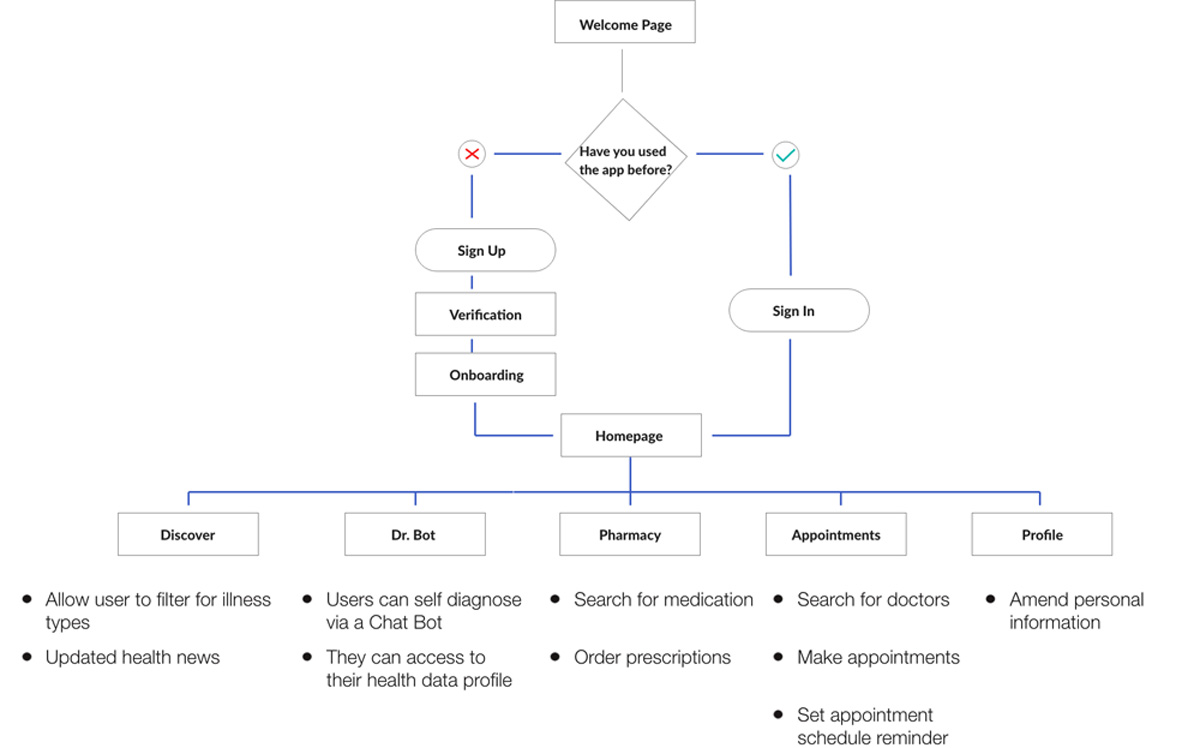 Welcome Page
Have you used
the app before?
Sign Up
Verification
Sign In
Onboarding
Homepage
Discover
Dr. Bot
Pharmacy
Appointments
Profile
• Allow user to filter for illness
types
• Updated health news
• Users can self diagnose
via a Chat Bot
• They can access to
their health data profile
• Search for medication
• Order prescriptions
• Search for doctors
• Make appointments
• Set appointment
schedule reminder
• Amend personal
information